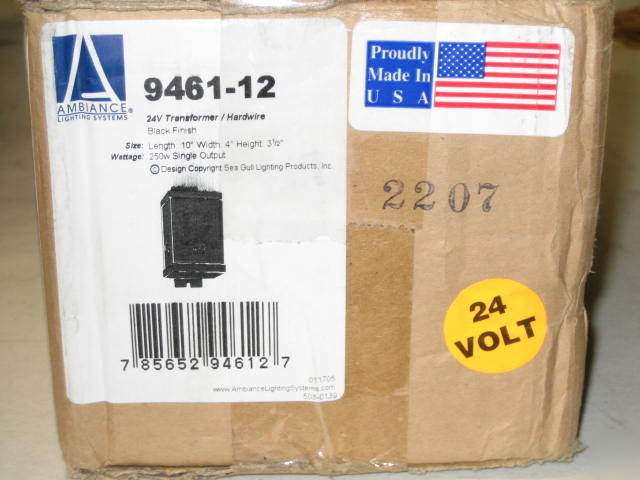 AMBIANCE®
LIGHTING SYSTEMS
9461-12
24V Transformer / Hardwire
Black Finish
Size: Length: 10" Width: 4" Height: 3½"
Wattage: 250w Single Output
© Design Copyright Sea Gull Lighting Products, Inc.
7 85652 94612 7
011705
www.AmbianceLightingSystems.com
503-0139
Proudly
Made In
U S A
2207
24
VOLT